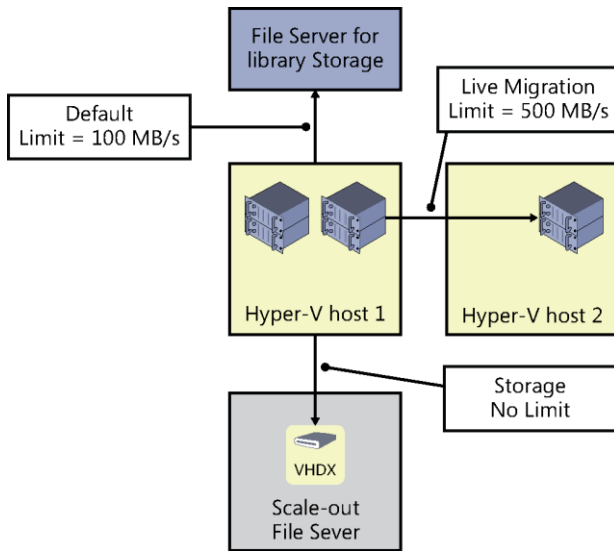 File Server for
library Storage
Default
Limit = 100 MB/s
Live Migration
Limit = 500 MB/s
Hyper-V host 1
Hyper-V host 2
Storage
No Limit
VHDX
Scale-out
File Sever